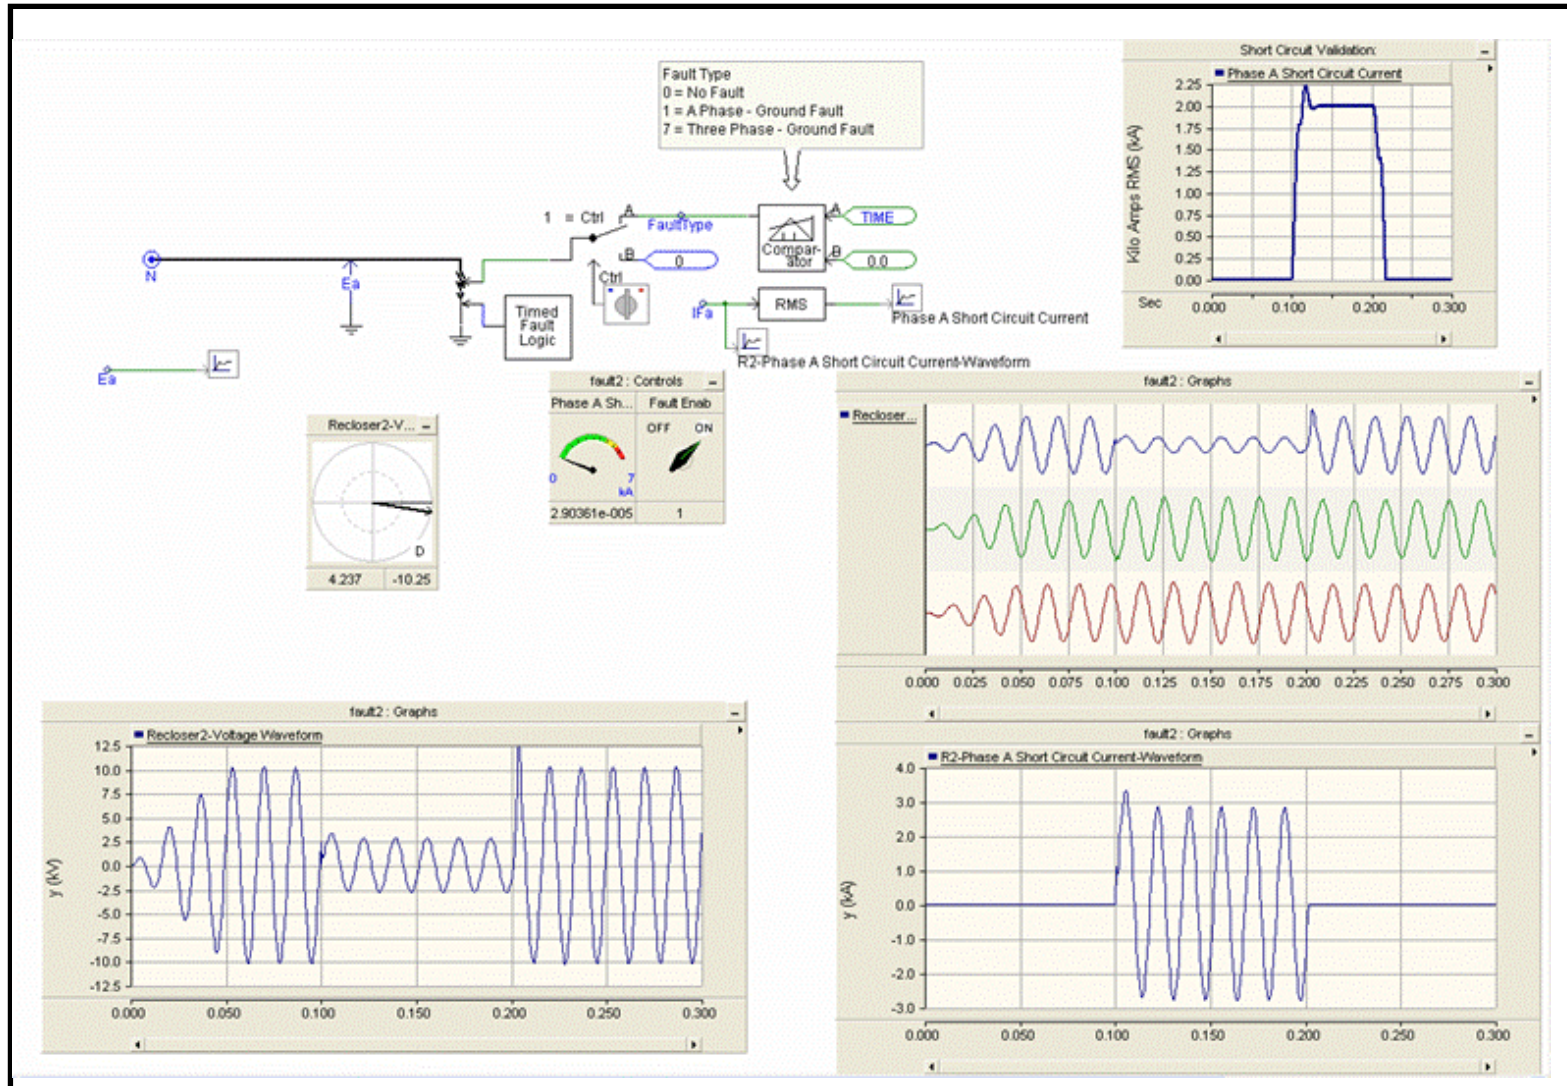 Fault Type
0 = No Fault
1 = A Phase - Ground Fault
7 = Three Phase - Ground Fault
1 = Ctrl
A
FaultType
B
0
Ctrl
Compar-
ator
A
TIME
B
0.0
N
Ea
Timed
Fault
Logic
IFa
RMS
Phase A Short Circuit Current
R2-Phase A Short Circuit Current-Waveform
Ea
Short Circuit Validation:
Phase A Short Circuit Current
Kilo Amps RMS (kA)
2.25
2.00
1.75
1.50
1.00
0.75
0.50
0.25
0.00
Sec
0.000 0.100 0.200 0.300
Recloser2-V...
D
4.237 -10.25
fault2 : Controls
Phase A Sh... Fault Enab
OFF ON
0 7
kA
2.90361e-005 1
fault2 : Graphs
Recloser...
0.000 0.025 0.050 0.075 0.100 0.125 0.150 0.175 0.200 0.225 0.250 0.275 0.300
fault2 : Graphs
Recloser2-Voltage Waveform
y (kV)
12.5
10.0
7.5
5.0
2.5
0.0
-2.5
-5.0
-7.5
-10.0
-12.5
0.000 0.050 0.100 0.150 0.200 0.250 0.300
fault2 : Graphs
R2-Phase A Short Circuit Current-Waveform
y (kA)
4.0
3.0
2.0
1.0
0.0
-1.0
-2.0
-3.0
0.000 0.050 0.100 0.150 0.200 0.250 0.300